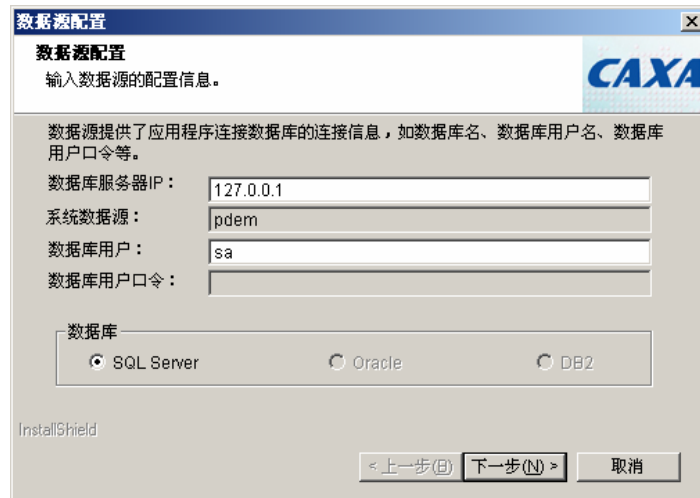 数据源配置
数据源配置
输入数据源的配置信息。
CAXA
数据源提供了应用程序连接数据库的连接信息，如数据库名、数据库用户名、数据库
用户口令等。
数据库服务器IP： 127.0.0.1
系统数据源： pdem
数据库用户： sa
数据库用户口令：
数据库
SQL Server Oracle DB2
InstallShield
<上一步(B) 下一步(N) > 取消